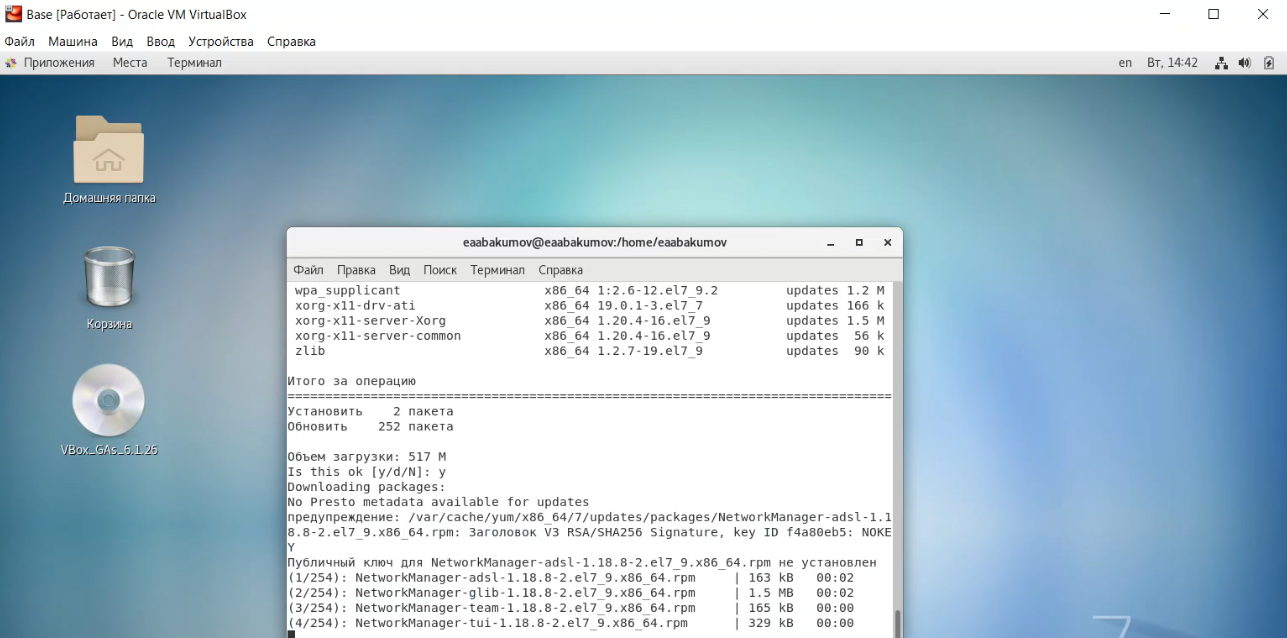 Base [Работает] - Oracle VM VirtualBox
Файл Машина Вид Ввод Устройства Справка
Приложения Места Терминал en Вт, 14:42
Домашняя папка
Корзина
VBox_GAs_6.1.26
eaabakumov@eaabakumov:/home/eaabakumov
Файл Правка Вид Поиск Терминал Справка
wpa_supplicant x86_64 1:2.6-12.el7_9.2 updates 1.2 M
xorg-x11-drv-ati x86_64 19.0.1-3.el7_7 updates 166 k
xorg-x11-server-Xorg x86_64 1.20.4-16.el7_9 updates 1.5 M
xorg-x11-server-common x86_64 1.20.4-16.el7_9 updates 56 k
zlib x86_64 1.2.7-19.el7_9 updates 90 k
Итого за операцию
================================================================================
Установить 2 пакета
Обновить 252 пакета
Объем загрузки: 517 M
Is this ok [y/d/N]: y
Downloading packages:
No Presto metadata available for updates
предупреждение: /var/cache/yum/x86_64/7/updates/packages/NetworkManager-adsl-1.1
8.8-2.el7_9.x86_64.rpm: Заголовок V3 RSA/SHA256 Signature, key ID f4a80eb5: NOKE
Y
Публичный ключ для NetworkManager-adsl-1.18.8-2.el7_9.x86_64.rpm не установлен
(1/254): NetworkManager-adsl-1.18.8-2.el7_9.x86_64.rpm | 163 kB 00:02
(2/254): NetworkManager-glib-1.18.8-2.el7_9.x86_64.rpm | 1.5 MB 00:02
(3/254): NetworkManager-team-1.18.8-2.el7_9.x86_64.rpm | 165 kB 00:00
(4/254): NetworkManager-tui-1.18.8-2.el7_9.x86_64.rpm | 329 kB 00:00